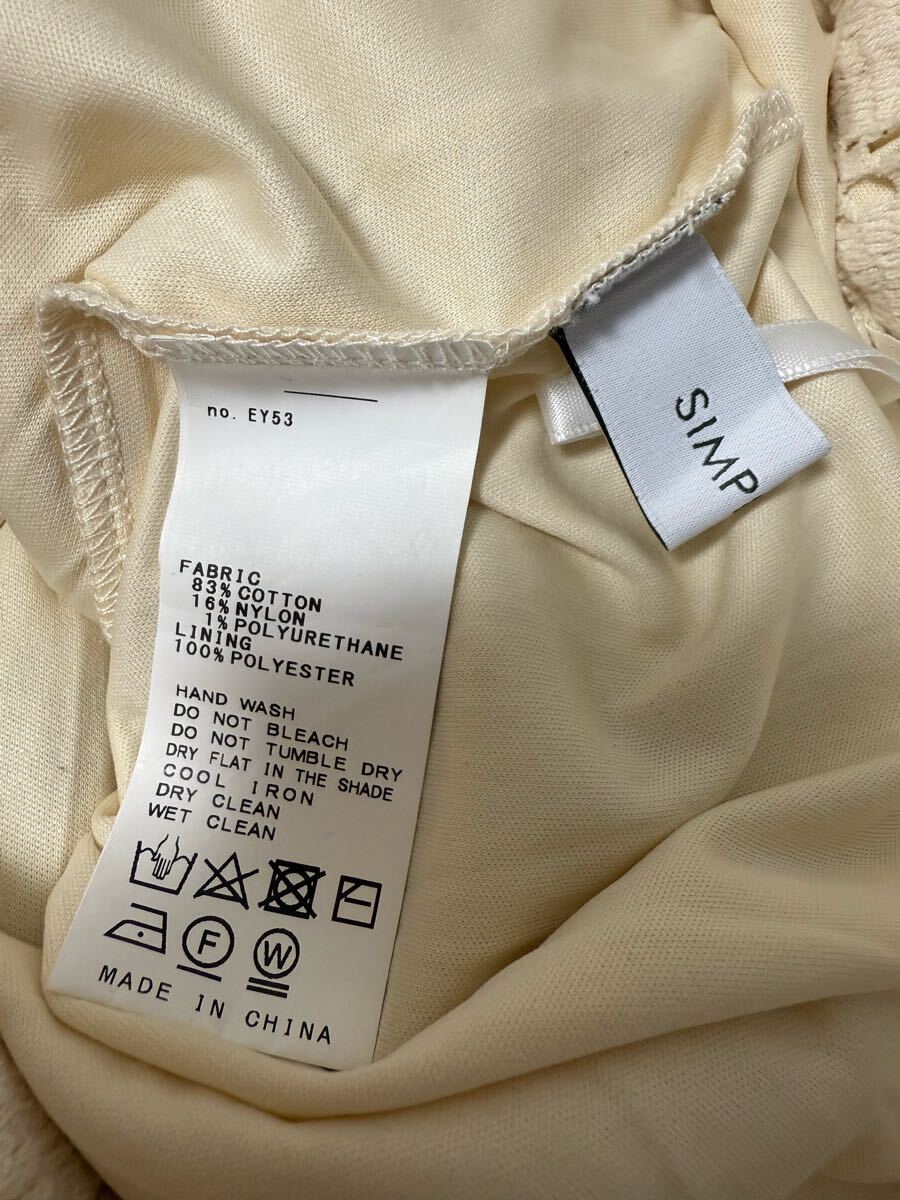 no. EY53
FABRIC
83% COTTON
16% NYLON
1% POLYURETHANE
LINING
100% POLYESTER
HAND WASH
DO NOT BLEACH
DO NOT TUMBLE DRY
DRY FLAT IN THE SHADE
COOL IRON
DRY CLEAN
WET CLEAN
F
W
MADE IN CHINA
SIMP